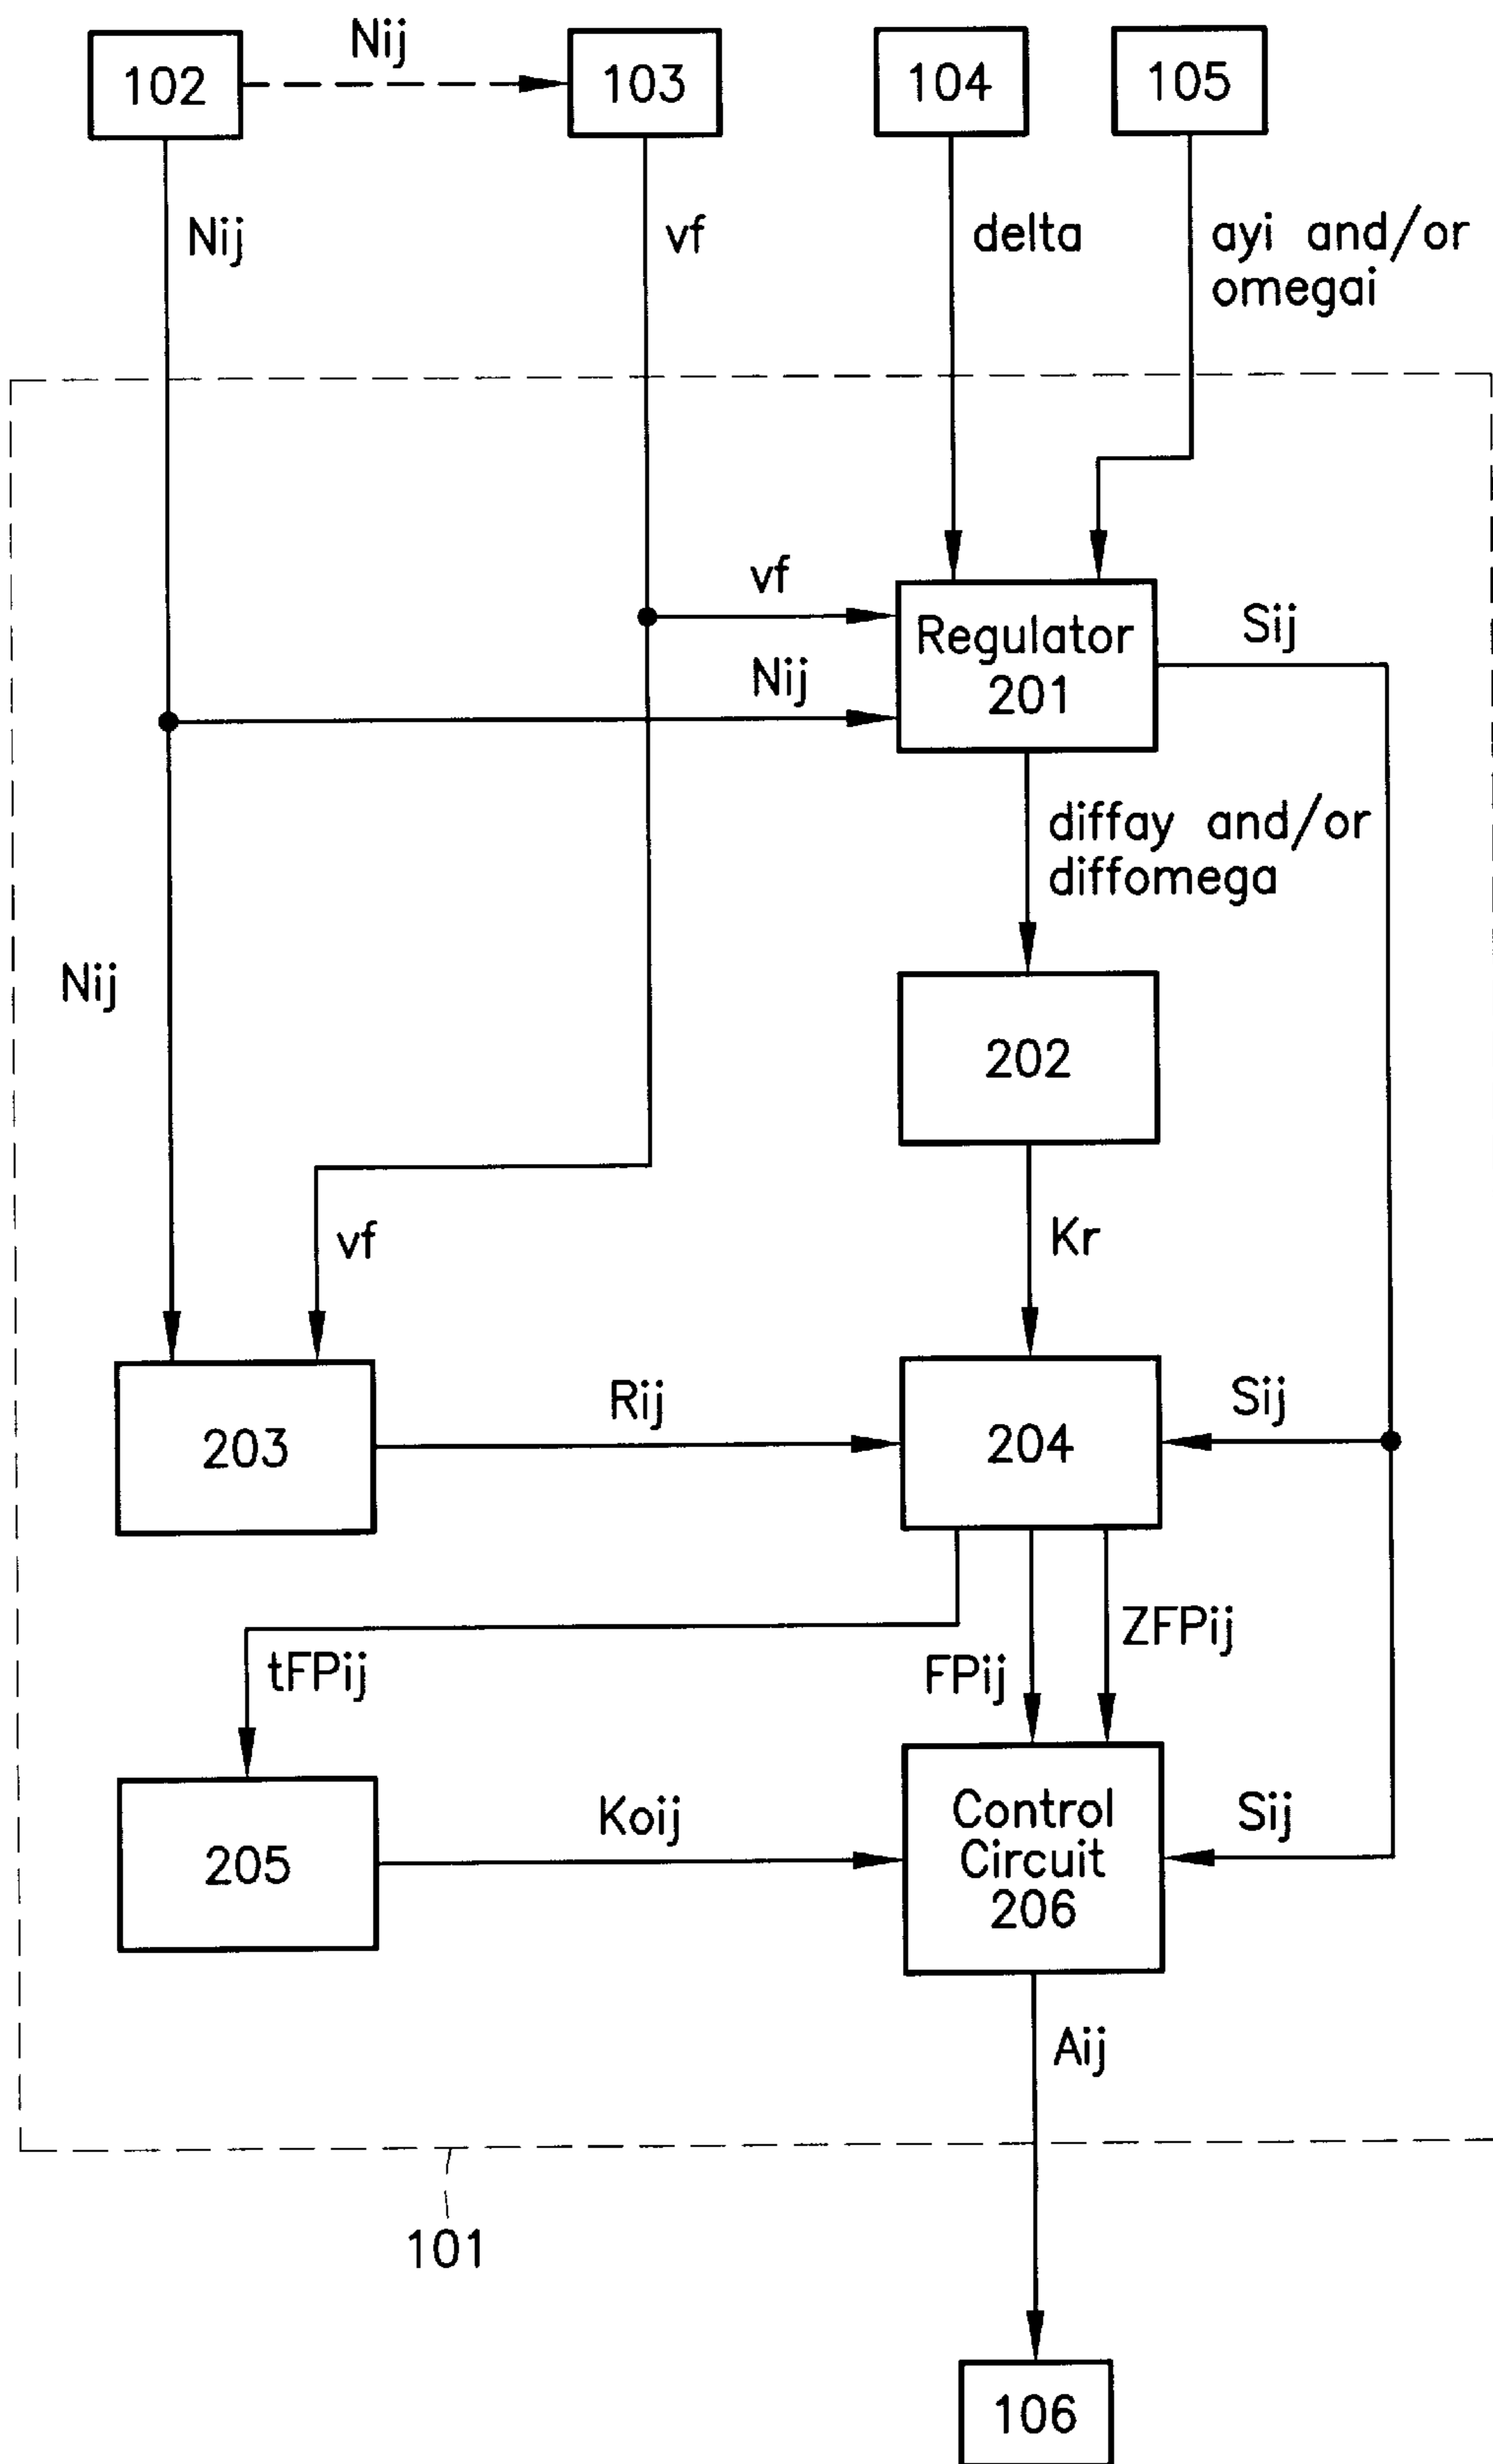 Nij
102
103
104
105
Nij
vf
delta
ayi and/or
omegai
vf
Sij
Regulator
201
Nij
diffay and/or
diffomega
Nij
202
vf
Kr
Rij
Sij
203
204
tFPij
FPij
ZFPij
Koij
Control
Circuit
206
Sij
205
Aij
101
106